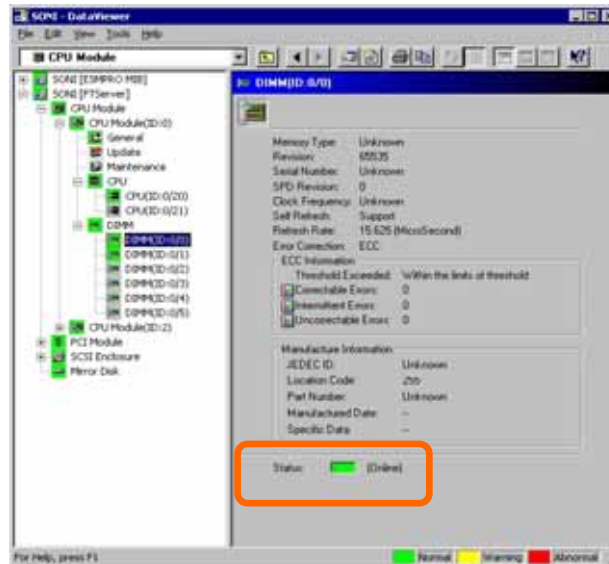 SONI - DataViewer
File Edit View Tools Help
CPU Module
SONI [ESMPRO MIB]
SONI [FTServer]
CPU Module
CPU Module(ID:0)
General
Update
Maintenance
CPU
CPU(ID:0/20)
CPU(ID:0/21)
DIMM
DIMM(ID:0/0)
DIMM(ID:0/1)
DIMM(ID:0/2)
DIMM(ID:0/3)
DIMM(ID:0/4)
DIMM(ID:0/5)
CPU Module(ID:2)
PCI Module
SCSI Enclosure
Mirror Disk
DIMM(ID:0/0)
Memory Type: Unknown
Revision: 65535
Serial Number: Unknown
SPD Revision: 0
Clock Frequency: Unknown
Self Refresh: Support
Refresh Rate: 15.625 (MicroSecond)
Error Correction: ECC
ECC Information
Threshold Exceeded: Within the limits of threshold
Correctable Errors: 0
Intermittent Errors: 0
Uncorrectable Errors: 0
Manufacture Information
JEDEC ID: Unknown
Location Code: 255
Part Number: Unknown
Manufactured Date: --
Specific Data: --
Status: (Online)
For Help, press F1
Normal Warning Abnormal